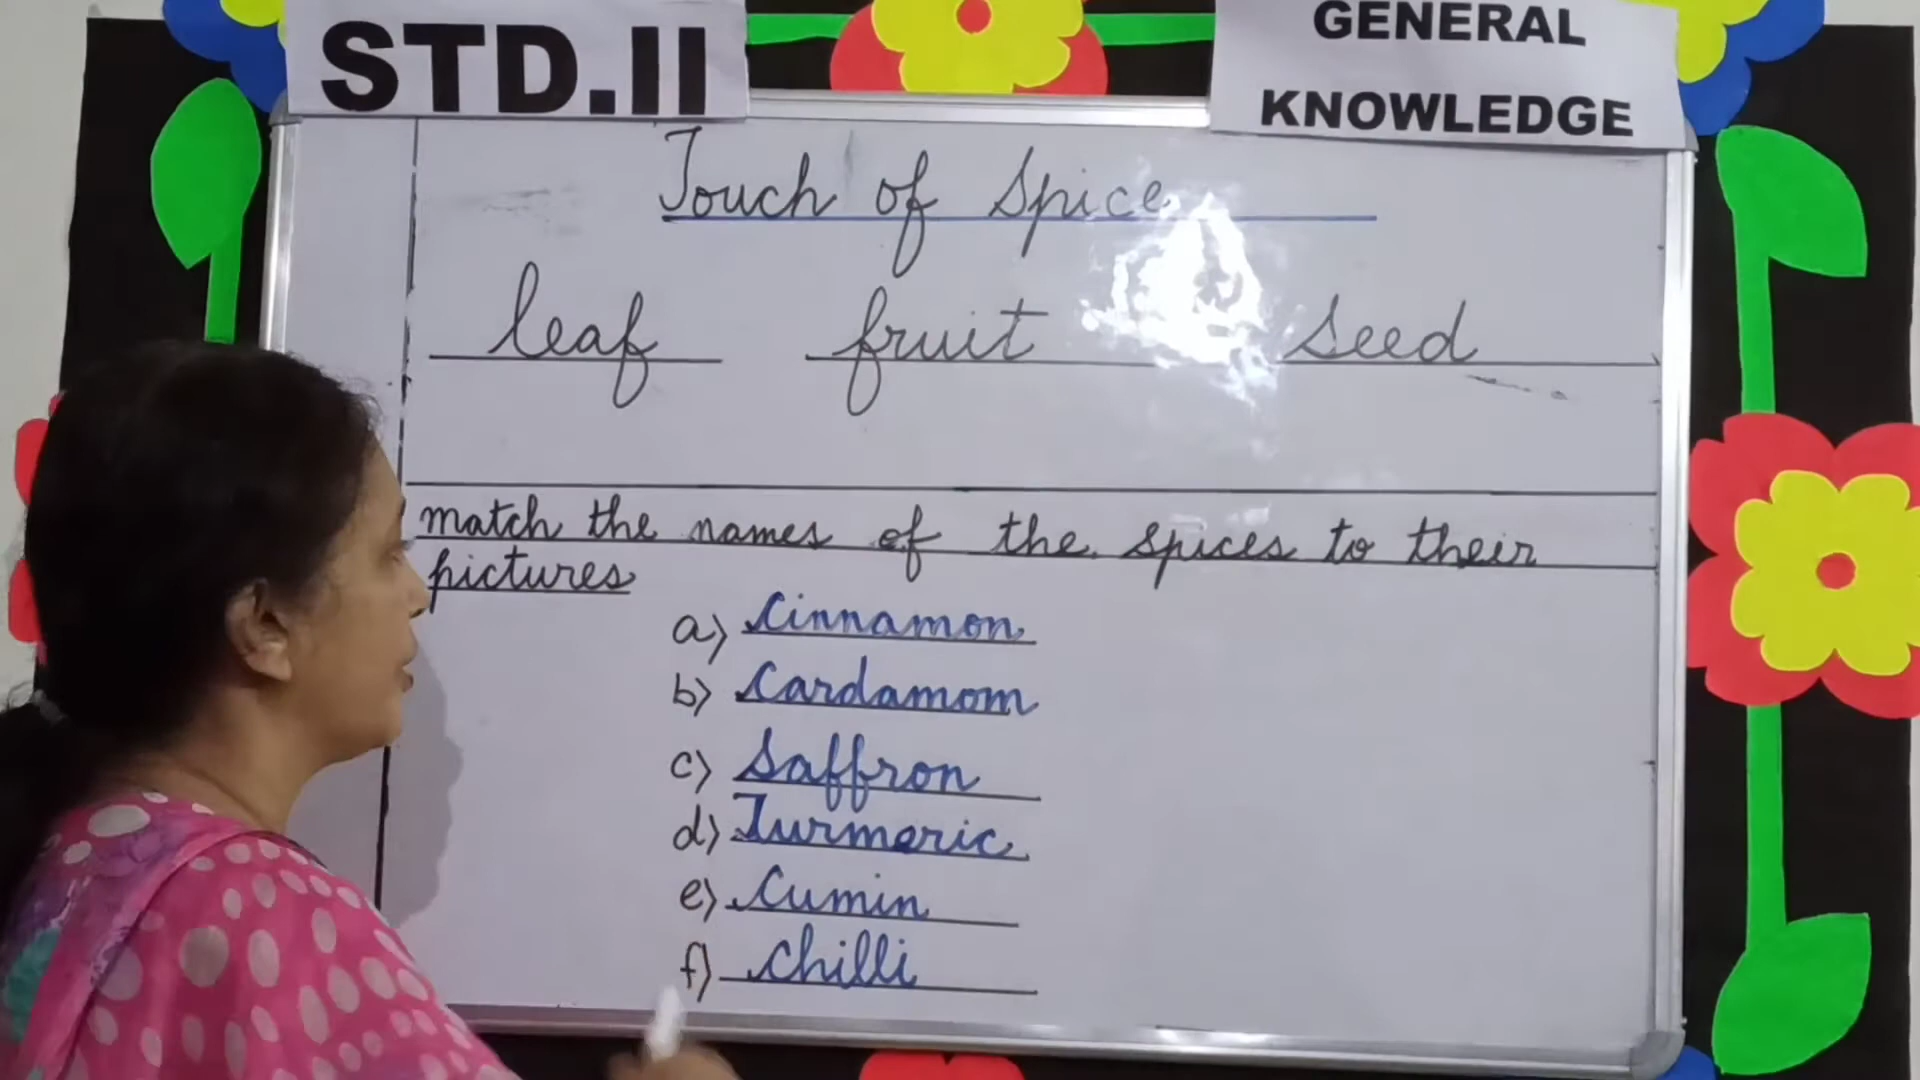 STD.II
GENERAL
KNOWLEDGE
Touch of Spice
leaf fruit seed
match the names of the spices to their
pictures
a) Cinnamon
b) Cardamom
c) Saffron
d) Turmeric
e) Cumin
f) Chilli